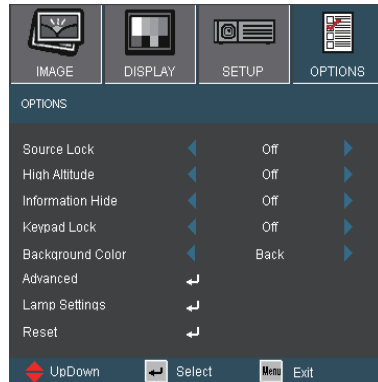 IMAGE DISPLAY SETUP OPTIONS
OPTIONS
Source Lock Off
High Altitude Off
Information Hide Off
Keypad Lock Off
Background Color Back
Advanced
Lamp Settings
Reset
UpDown Select Menu Exit